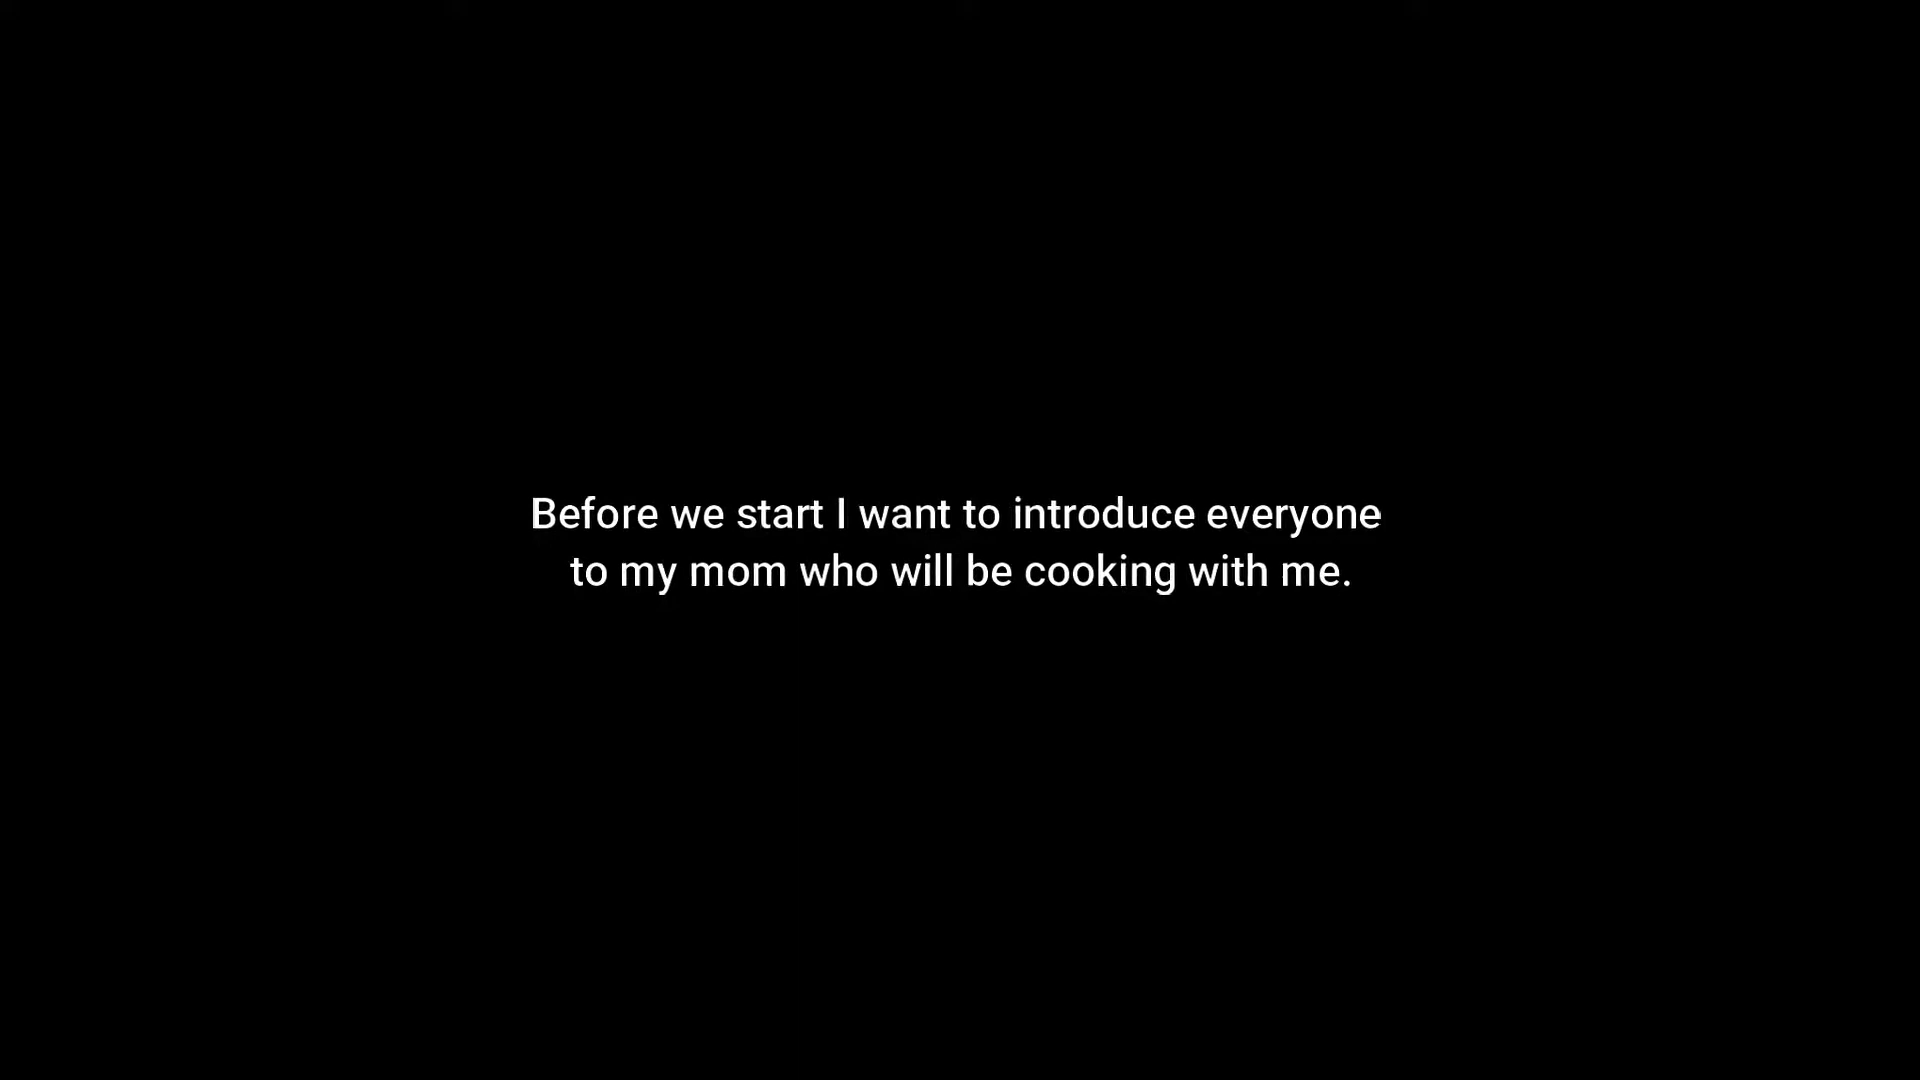 Before we start I want to introduce everyone
to my mom who will be cooking with me.